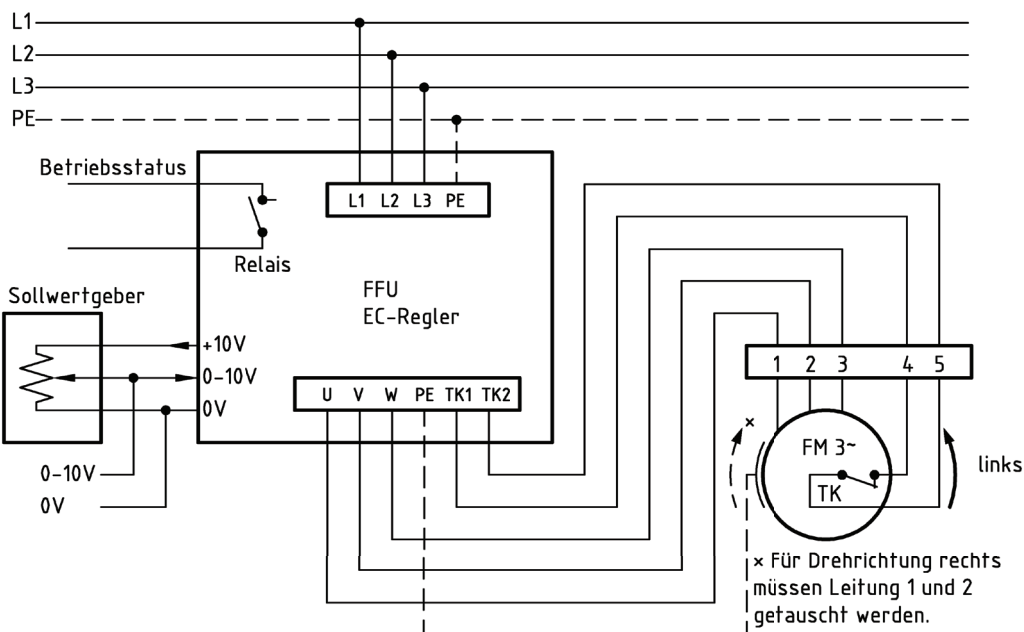 L1
L2
L3
PE
Betriebsstatus
L1 L2 L3 PE
Relais
FFU
EC-Regler
Sollwertgeber
+10V
0-10V
0V
U V W PE TK1 TK2
1 2 3 4 5
×
FM 3~
TK
links
0-10V
0V
× Für Drehrichtung rechts
müssen Leitung 1 und 2
getauscht werden.